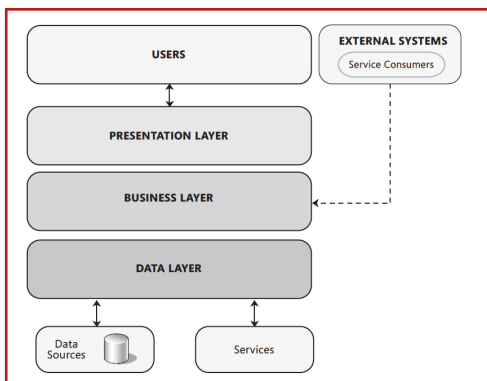 USERS
EXTERNAL SYSTEMS
Service Consumers
PRESENTATION LAYER
BUSINESS LAYER
DATA LAYER
Data
Sources
Services